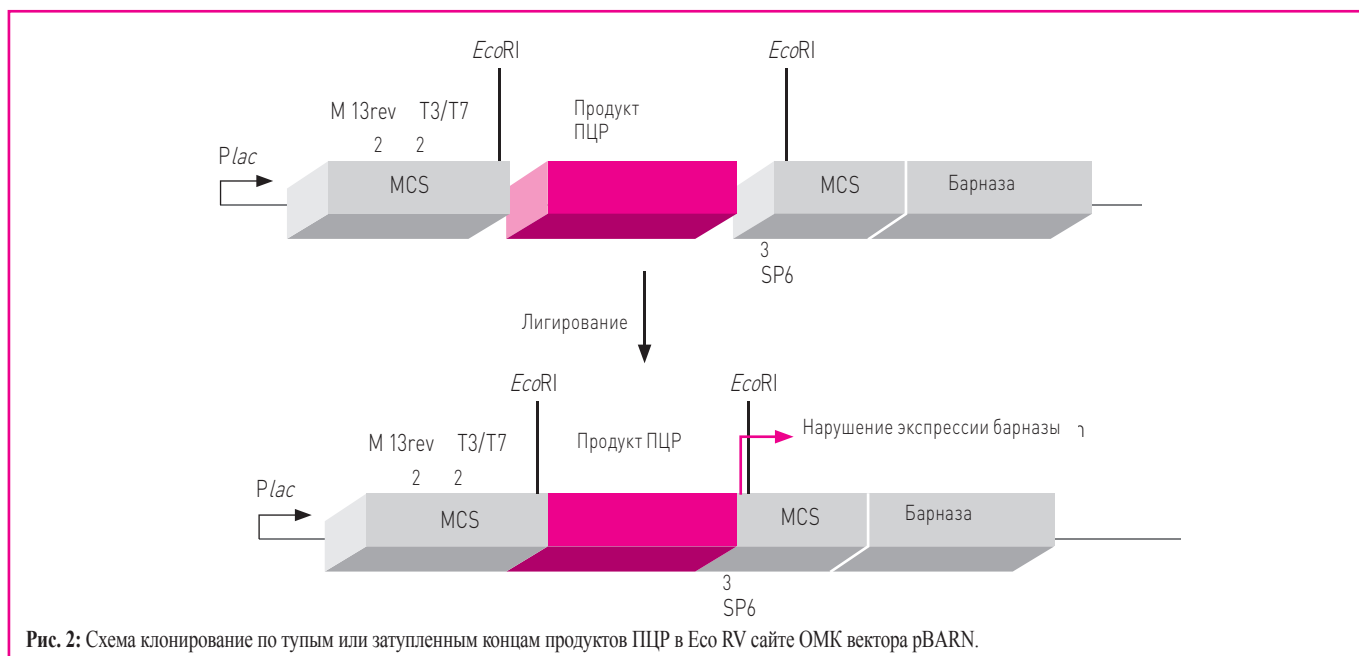 EcoRI
EcoRI
M 13rev T3/T7
Продукт
ПЦР
2 2
Plac
MCS
MCS
Барназа
3
SP6
Лигирование
EcoRI
EcoRI
Нарушение экспрессии барназы
M 13rev T3/T7
Продукт ПЦР
2 2
Plac
MCS
MCS
Барназа
3
SP6
Рис. 2: Схема клонирование по тупым или затупленным концам продуктов ПЦР в Eco RV сайте ОМК вектора pBARN.